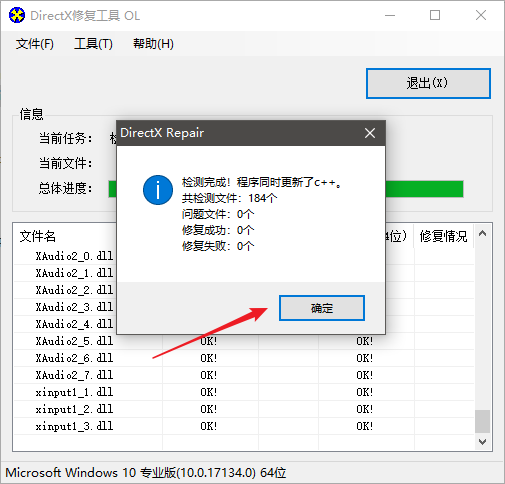 DirectX修复工具 OL
文件(F) 工具(T) 帮助(H)
退出(X)
信息
当前任务：
当前文件：
总体进度：
DirectX Repair
检测完成！程序同时更新了c++。
共检测文件：184个
问题文件：0个
修复成功：0个
修复失败：0个
确定
文件名 4位) 修复情况
XAudio2_0.dll
XAudio2_1.dll
XAudio2_2.dll
XAudio2_3.dll
XAudio2_4.dll
XAudio2_5.dll OK! OK!
XAudio2_6.dll OK! OK!
XAudio2_7.dll OK! OK!
xinput1_1.dll OK! OK!
xinput1_2.dll OK! OK!
xinput1_3.dll OK! OK!
Microsoft Windows 10 专业版(10.0.17134.0) 64位